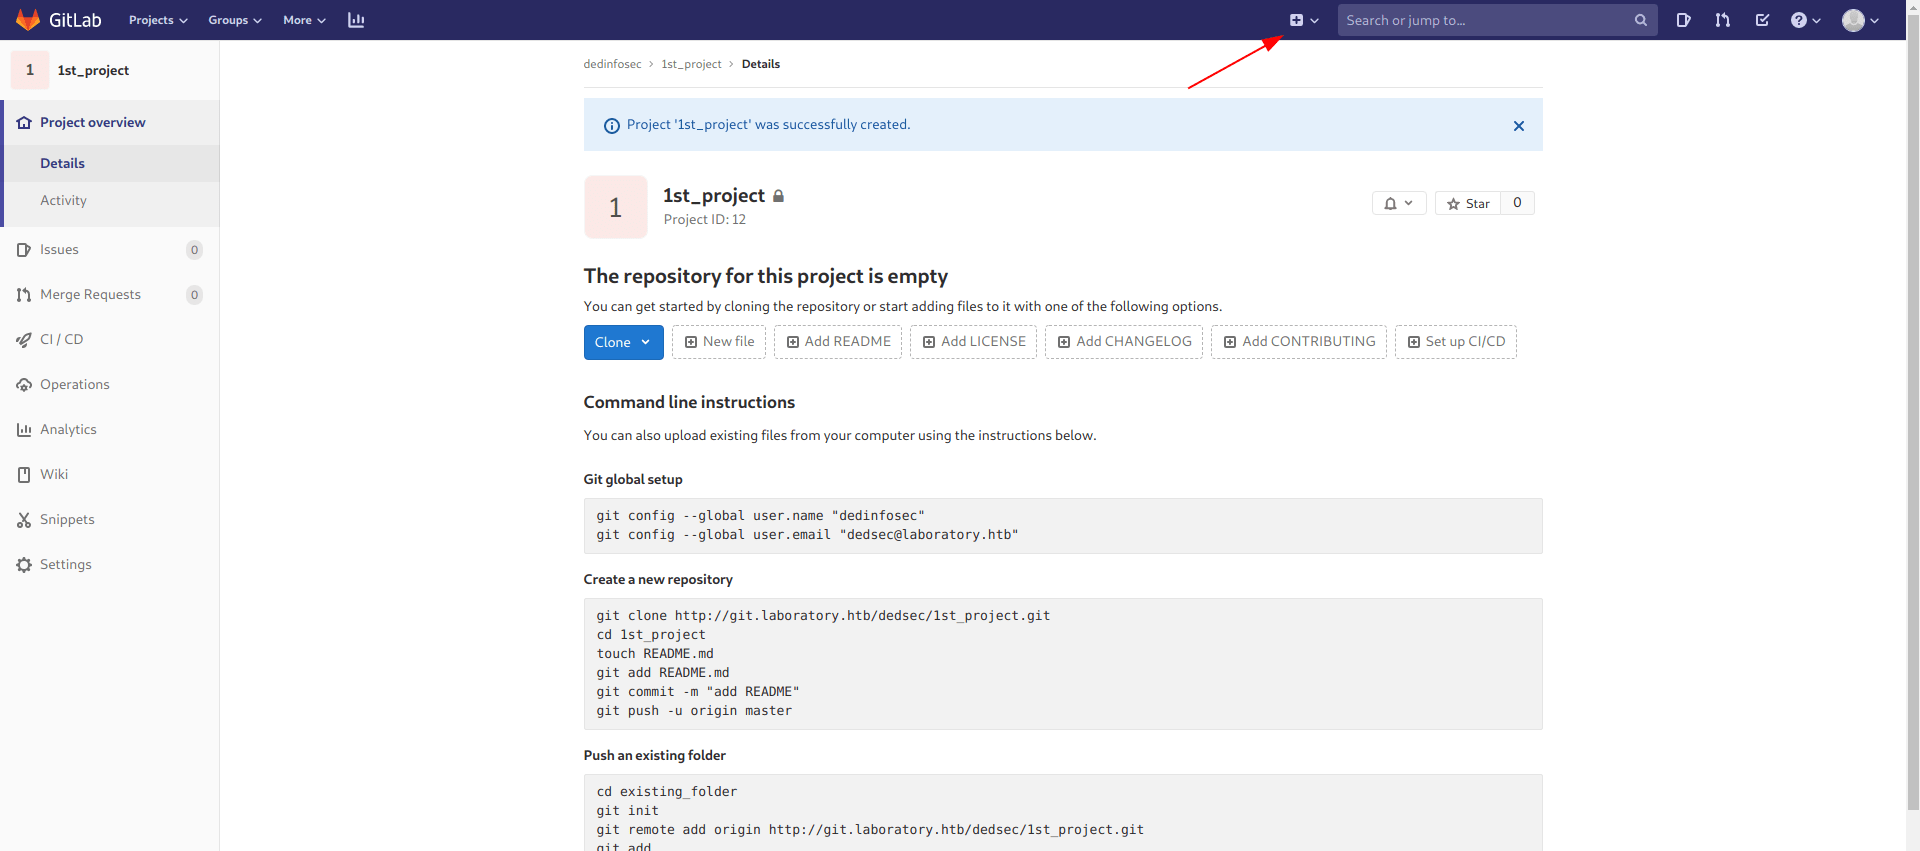 GitLab Projects Groups More Search or jump to...
1 1st_project
Project overview
Details
Activity
Issues 0
Merge Requests 0
CI / CD
Operations
Analytics
Wiki
Snippets
Settings
dedinfosec > 1st_project > Details
Project '1st_project' was successfully created.
1
1st_project
Project ID: 12
Star 0
The repository for this project is empty
You can get started by cloning the repository or start adding files to it with one of the following options.
Clone New file Add README Add LICENSE Add CHANGELOG Add CONTRIBUTING Set up CI/CD
Command line instructions
You can also upload existing files from your computer using the instructions below.
Git global setup
git config --global user.name "dedinfosec"
git config --global user.email "dedsec@laboratory.htb"
Create a new repository
git clone http://git.laboratory.htb/dedsec/1st_project.git
cd 1st_project
touch README.md
git add README.md
git commit -m "add README"
git push -u origin master
Push an existing folder
cd existing_folder
git init
git remote add origin http://git.laboratory.htb/dedsec/1st_project.git
git add